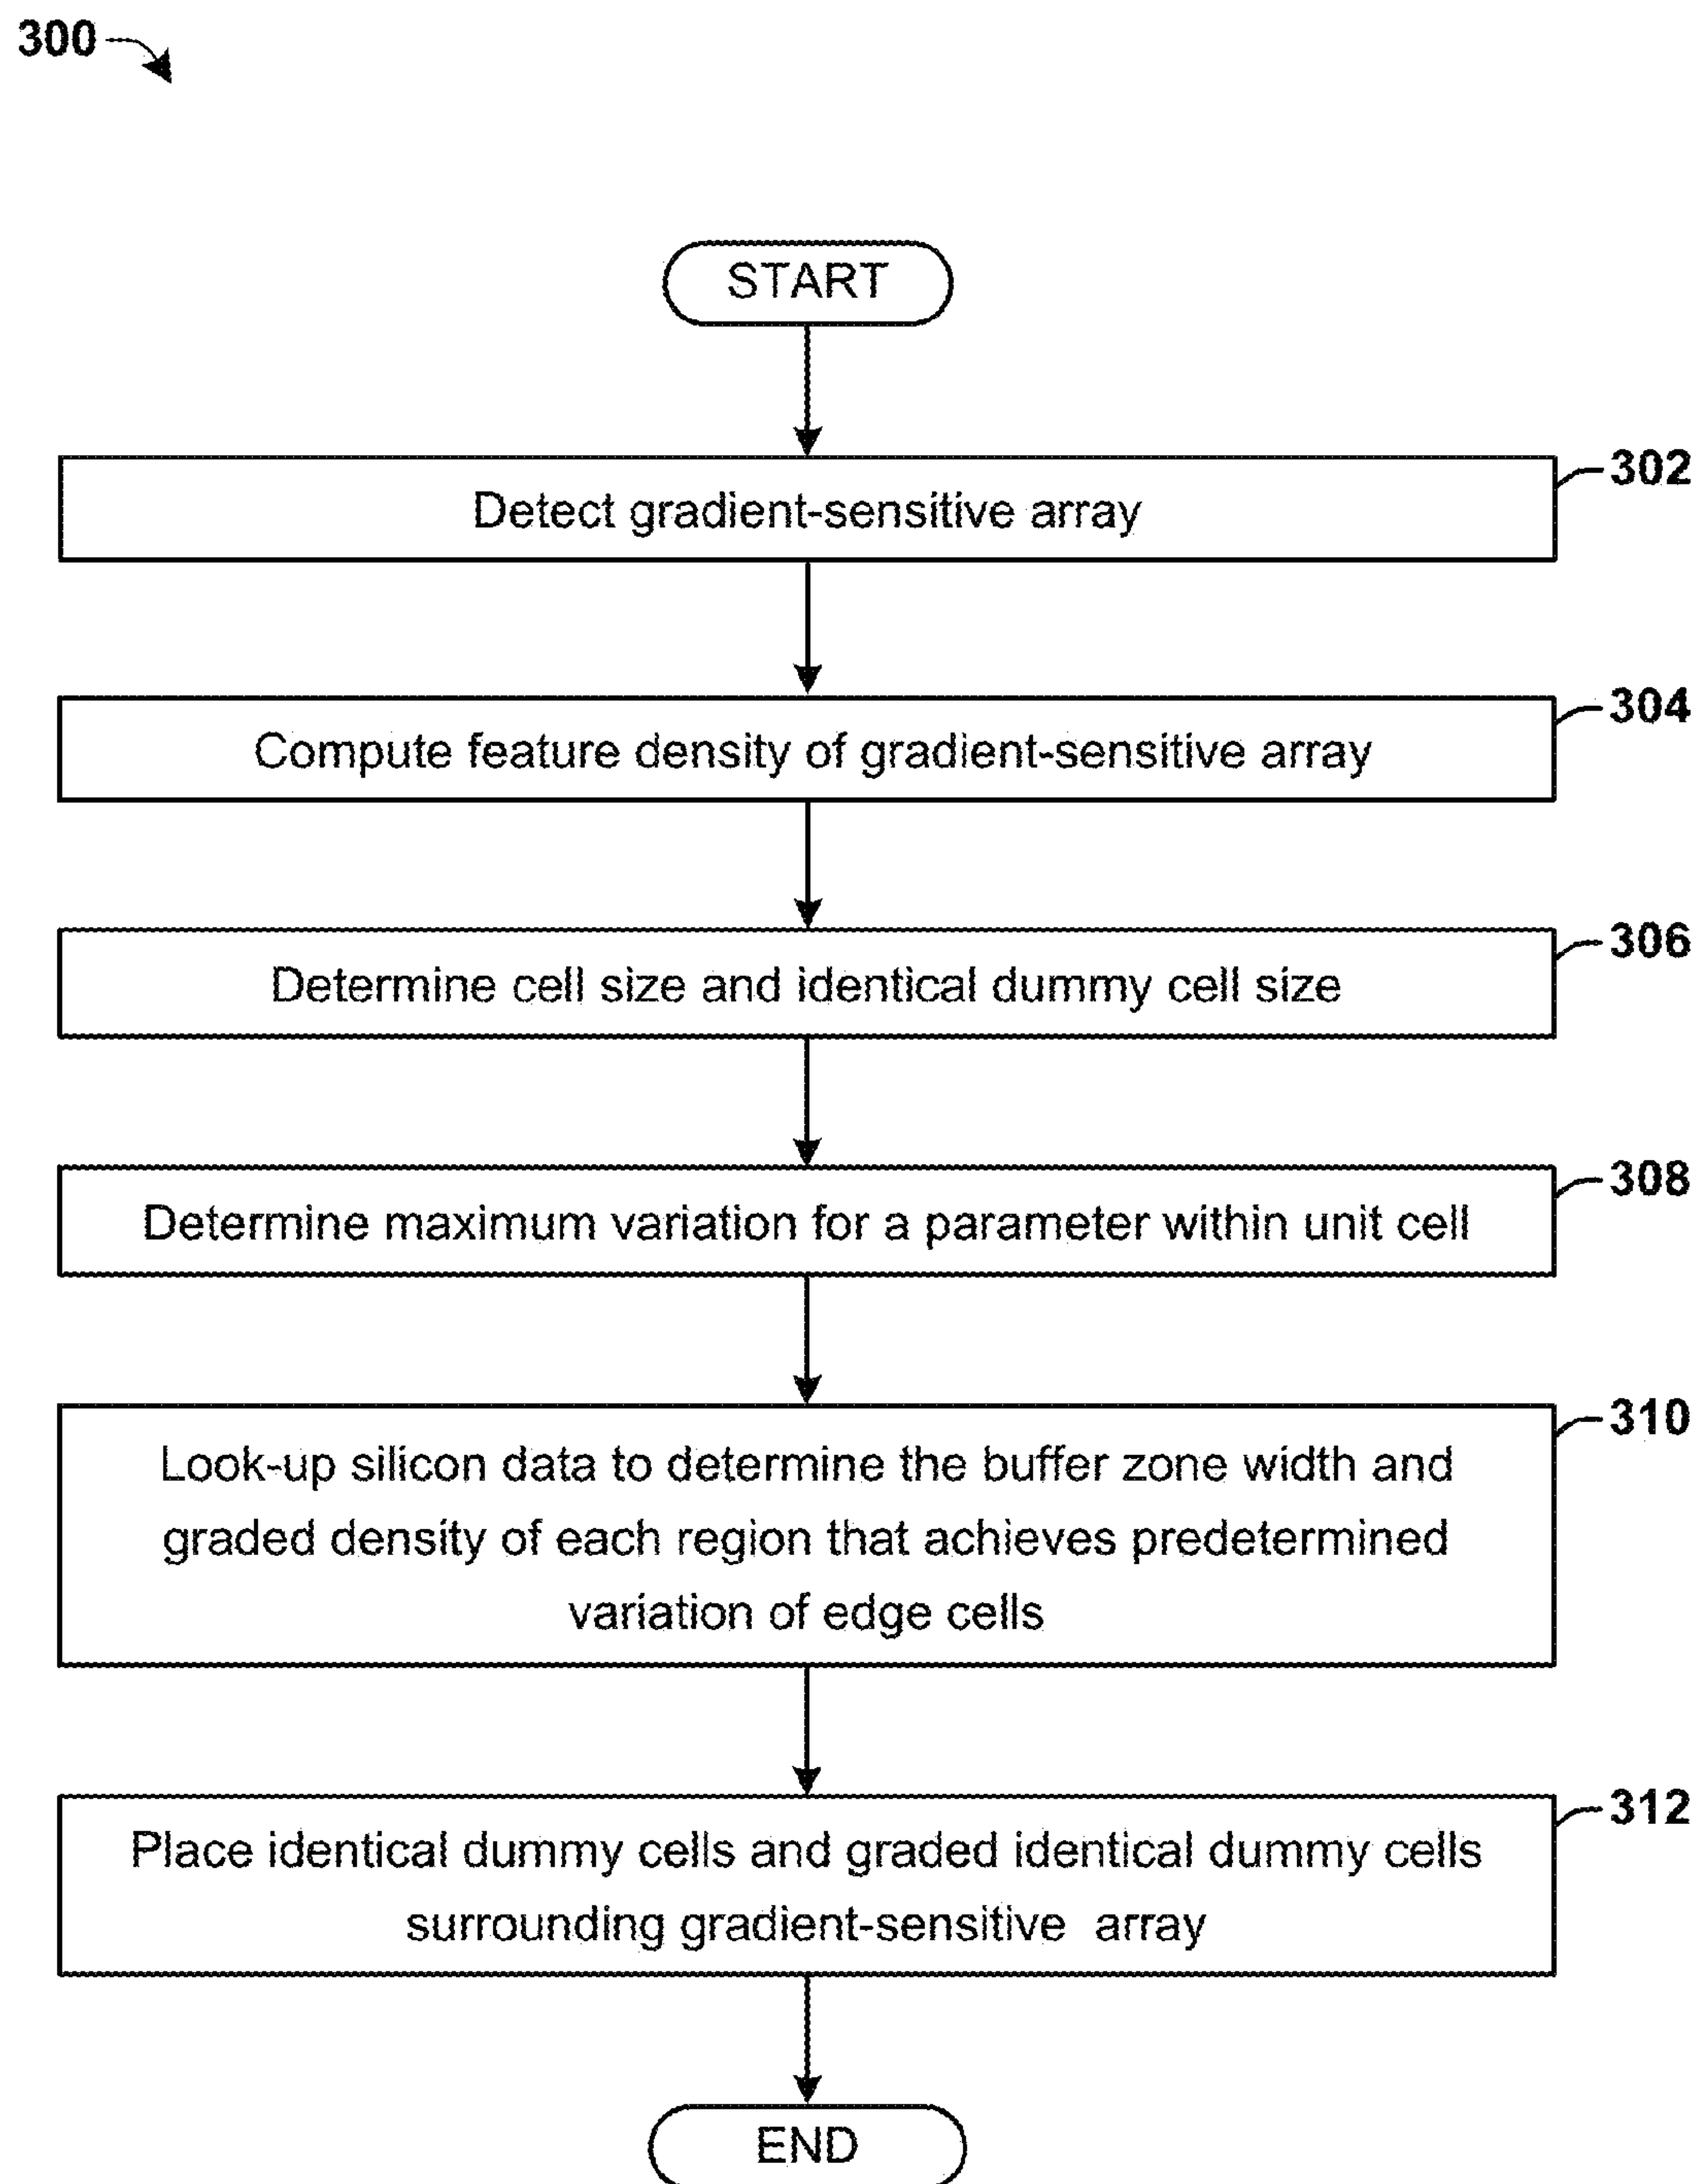 300
START
302
Detect gradient-sensitive array
304
Compute feature density of gradient-sensitive array
306
Determine cell size and identical dummy cell size
308
Determine maximum variation for a parameter within unit cell
310
Look-up silicon data to determine the buffer zone width and
graded density of each region that achieves predetermined
variation of edge cells
312
Place identical dummy cells and graded identical dummy cells
surrounding gradient-sensitive array
END